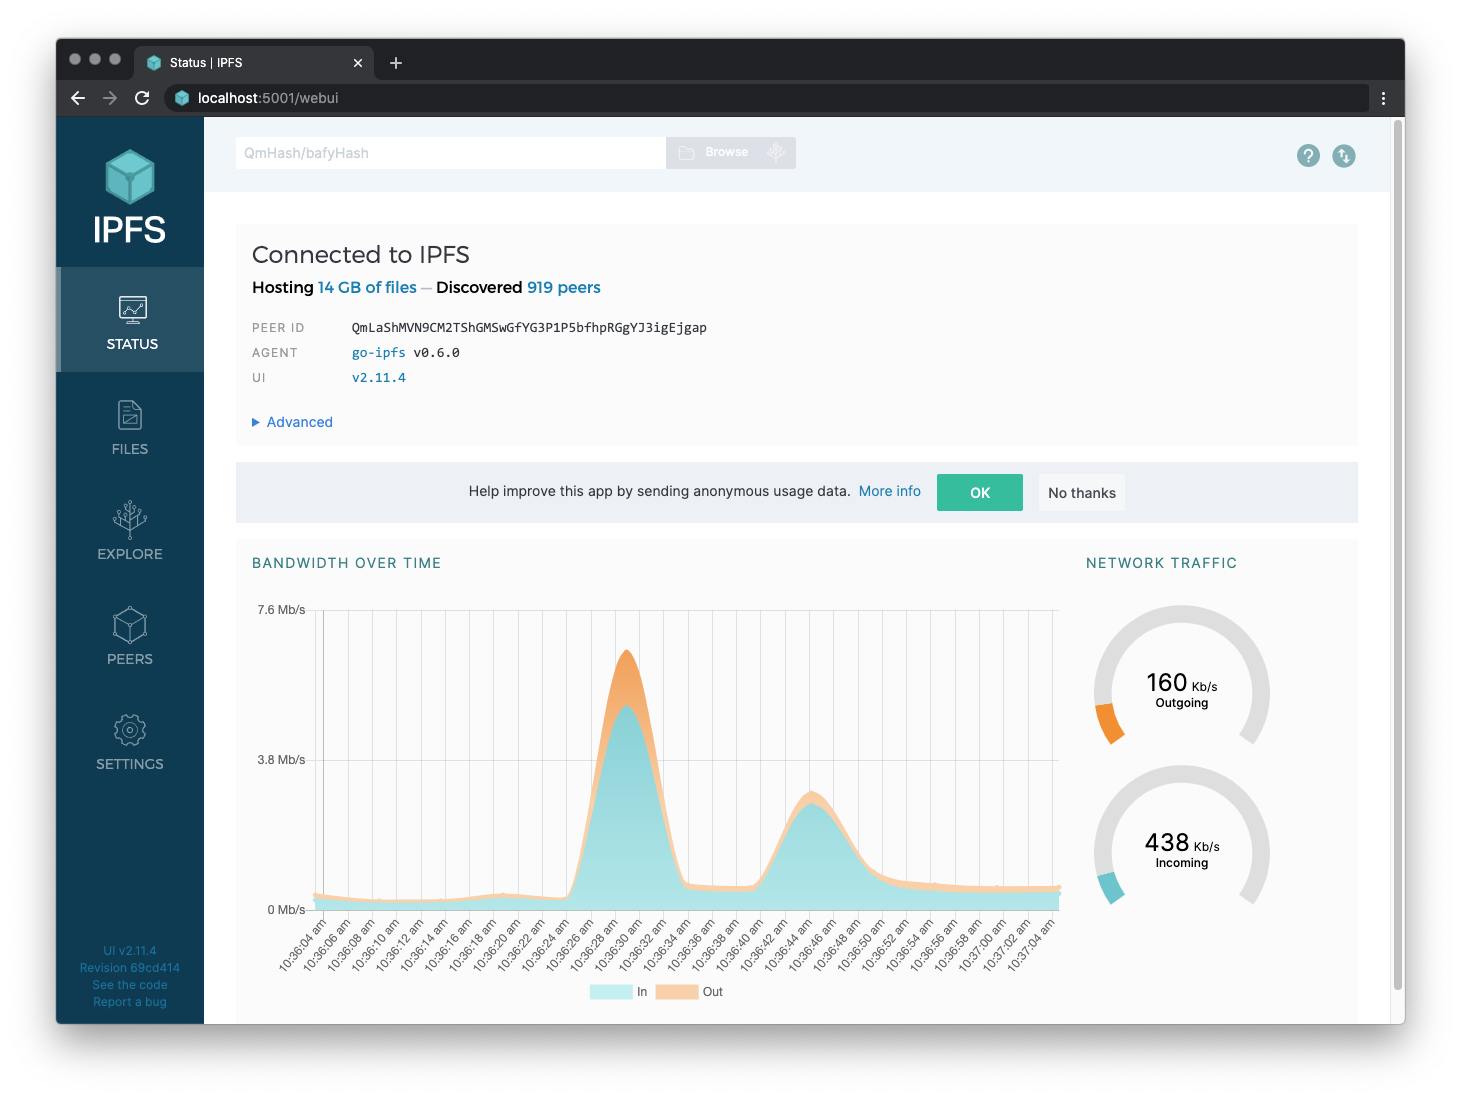 Status | IPFS
localhost:5001/webui
IPFS
STATUS
FILES
EXPLORE
PEERS
SETTINGS
UI v2.11.4
Revision 69cd414
See the code
Report a bug
QmHash/bafyHash
Browse
?
Connected to IPFS
Hosting 14 GB of files — Discovered 919 peers
PEER ID QmLaShMVN9CM2TShGMSwGfYG3P1P5bfhpRGgYJ3igEjgap
AGENT go-ipfs v0.6.0
UI v2.11.4
Advanced
Help improve this app by sending anonymous usage data. More info OK No thanks
BANDWIDTH OVER TIME
7.6 Mb/s
3.8 Mb/s
0 Mb/s
10:36:04 am
10:36:06 am
10:36:08 am
10:36:10 am
10:36:12 am
10:36:14 am
10:36:16 am
10:36:18 am
10:36:20 am
10:36:22 am
10:36:24 am
10:36:26 am
10:36:28 am
10:36:30 am
10:36:32 am
10:36:34 am
10:36:36 am
10:36:38 am
10:36:40 am
10:36:42 am
10:36:44 am
10:36:46 am
10:36:48 am
10:36:50 am
10:36:52 am
10:36:54 am
10:36:56 am
10:36:58 am
10:37:00 am
10:37:02 am
10:37:04 am
In Out
NETWORK TRAFFIC
160 Kb/s
Outgoing
438 Kb/s
Incoming